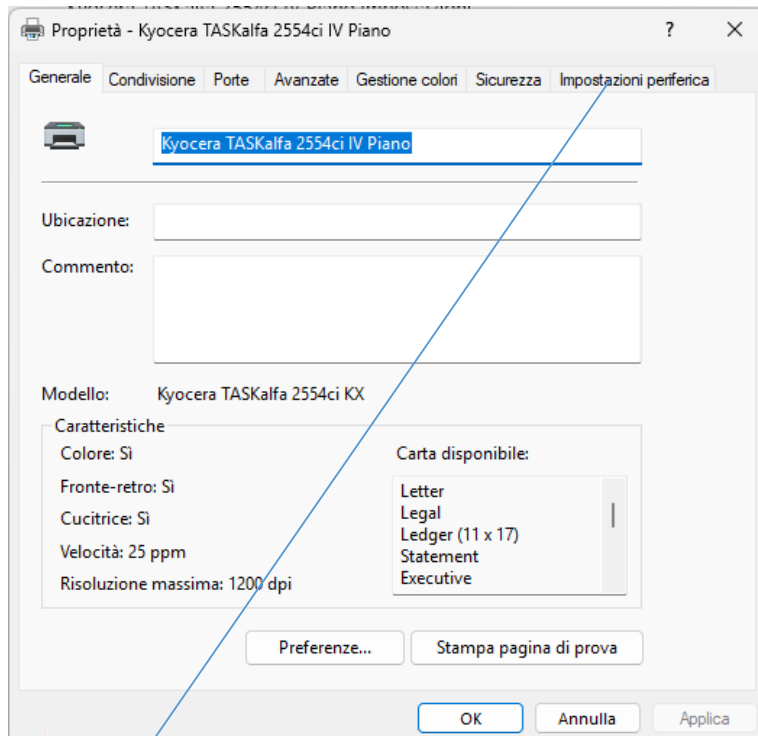 Proprietà - Kyocera TASKalfa 2554ci IV Piano ?
Generale Condivisione Porte Avanzate Gestione colori Sicurezza Impostazioni periferica
Kyocera TASKalfa 2554ci IV Piano
Ubicazione:
Commento:
Modello: Kyocera TASKalfa 2554ci KX
Caratteristiche
Colore: Sì
Fronte-retro: Sì
Cucitrice: Sì
Velocità: 25 ppm
Risoluzione massima: 1200 dpi
Carta disponibile:
Letter
Legal
Ledger (11 x 17)
Statement
Executive
Preferenze... Stampa pagina di prova
OK Annulla Applica